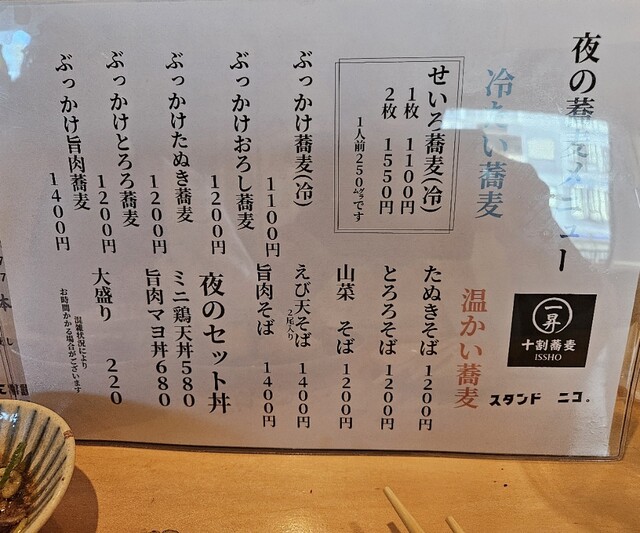 夜の蕎麦メニュー
冷たい蕎麦
せいろ蕎麦(冷)
1枚 1100円
2枚 1550円
1人前250㌘です
ぶっかけ蕎麦(冷)
1100円
ぶっかけおろし蕎麦
1200円
ぶっかけたぬき蕎麦
1200円
ぶっかけとろろ蕎麦
1200円
ぶっかけ旨肉蕎麦
1400円
一昇
十割蕎麦
ISSHO
スタンド ニコ。
温かい蕎麦
たぬきそば 1200円
とろろそば 1200円
山菜 そば 1200円
えび天そば 1400円
2尾入り
旨肉そば 1400円
夜のセット丼
ミニ鶏天丼580
旨肉マヨ丼680
大盛り 220
混雑状況により
お時間かかる場合がございます
本